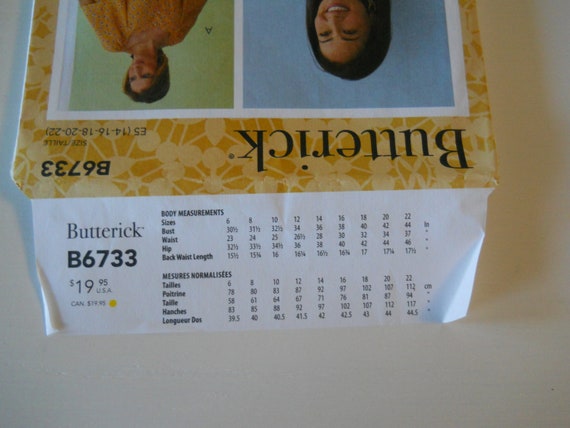 A
Butterick®
SIZE/TAILLE
E5 (14-16-18-20-22)
B6733
Butterick®
B6733
$19.95 U.S.A.
CAN. $19.95
BODY MEASUREMENTS
Sizes 6 8 10 12 14 16 18 20 22
Bust 30½ 31½ 32½ 34 36 38 40 42 44 In
Waist 23 24 25 26½ 28 30 32 34 37 "
Hip 32½ 33½ 34½ 36 38 40 42 44 46 "
Back Waist Length 15½ 15¾ 16 16¼ 16½ 16¾ 17 17¼ 17½ "
MESURES NORMALISÉES
Tailles 6 8 10 12 14 16 18 20 22
Poitrine 78 80 83 87 92 97 102 107 112 cm
Taille 58 61 64 67 71 76 81 87 94 "
Hanches 83 85 88 92 97 102 107 112 117 "
Longueur Dos 39.5 40 40.5 41.5 42 42.5 43 44 44.5 "